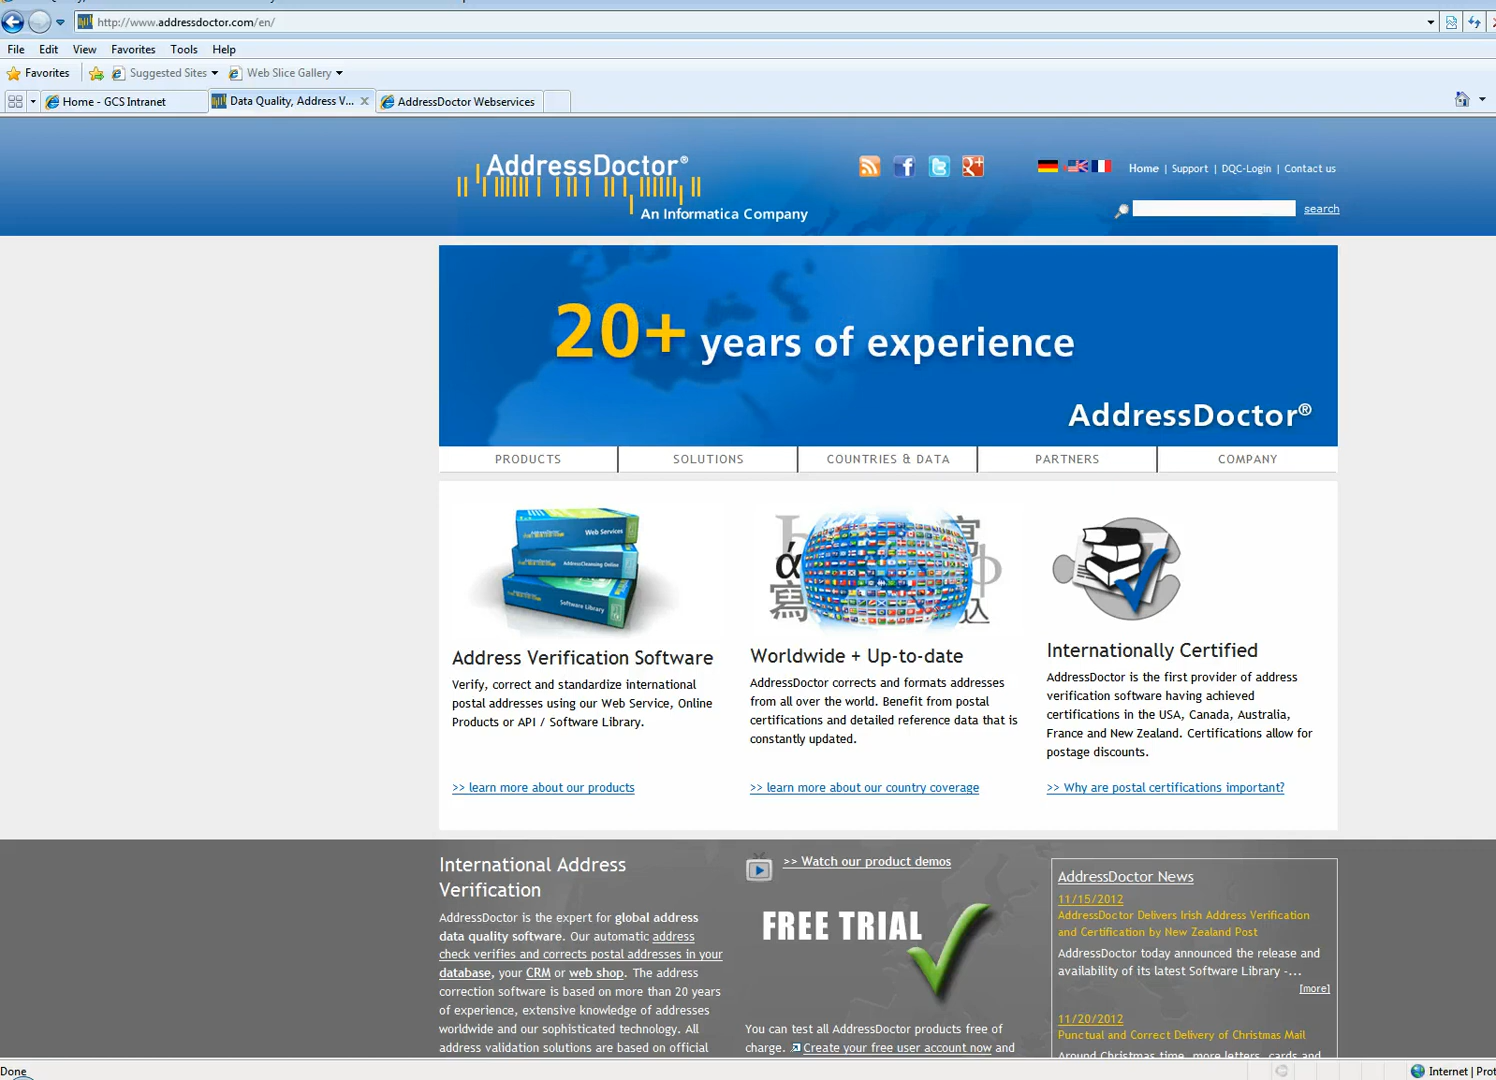 http://www.addressdoctor.com/en/
File Edit View Favorites Tools Help
Favorites Suggested Sites Web Slice Gallery
Home - GCS Intranet Data Quality, Address V... AddressDoctor Webservices
AddressDoctor®
An Informatica Company
Home | Support | DQC-Login | Contact us
search
20+ years of experience
AddressDoctor®
PRODUCTS SOLUTIONS COUNTRIES & DATA PARTNERS COMPANY
Web Services
AddressCleansing Online
Software Library
Address Verification Software
Verify, correct and standardize international
postal addresses using our Web Service, Online
Products or API / Software Library.
>> learn more about our products
Worldwide + Up-to-date
AddressDoctor corrects and formats addresses
from all over the world. Benefit from postal
certifications and detailed reference data that is
constantly updated.
>> learn more about our country coverage
Internationally Certified
AddressDoctor is the first provider of address
verification software having achieved
certifications in the USA, Canada, Australia,
France and New Zealand. Certifications allow for
postage discounts.
>> Why are postal certifications important?
International Address
Verification
AddressDoctor is the expert for global address
data quality software. Our automatic address
check verifies and corrects postal addresses in your
database, your CRM or web shop. The address
correction software is based on more than 20 years
of experience, extensive knowledge of addresses
worldwide and our sophisticated technology. All
address validation solutions are based on official
>> Watch our product demos
FREE TRIAL
You can test all AddressDoctor products free of
charge. Create your free user account now and
AddressDoctor News
11/15/2012
AddressDoctor Delivers Irish Address Verification
and Certification by New Zealand Post
AddressDoctor today announced the release and
availability of its latest Software Library -...
[more]
11/20/2012
Punctual and Correct Delivery of Christmas Mail
Around Christmas time, more letters, cards and
Done
Internet | Prot